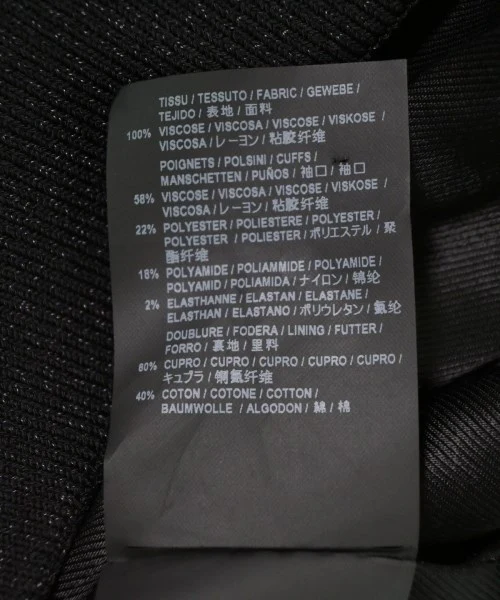 TISSU / TESSUTO / FABRIC / GEWEBE /
TEJIDO / 表地 / 面料
100% VISCOSE / VISCOSA / VISCOSE / VISKOSE /
VISCOSA / レーヨン / 粘胶纤维
POIGNETS / POLSINI / CUFFS /
MANSCHETTEN / PUÑOS / 袖口 / 袖口
58% VISCOSE / VISCOSA / VISCOSE / VISKOSE /
VISCOSA / レーヨン / 粘胶纤维
22% POLYESTER / POLIESTERE / POLYESTER /
POLYESTER / POLIESTER / ポリエステル / 聚
酯纤维
18% POLYAMIDE / POLIAMMIDE / POLYAMIDE /
POLYAMID / POLIAMIDA / ナイロン / 锦纶
2% ELASTHANNE / ELASTAN / ELASTANE /
ELASTHAN / ELASTANO / ポリウレタン / 氨纶
DOUBLURE / FODERA / LINING / FUTTER /
FORRO / 裏地 / 里料
60% CUPRO / CUPRO / CUPRO / CUPRO / CUPRO /
キュプラ / 铜氨纤维
40% COTON / COTONE / COTTON /
BAUMWOLLE / ALGODON / 綿 / 棉